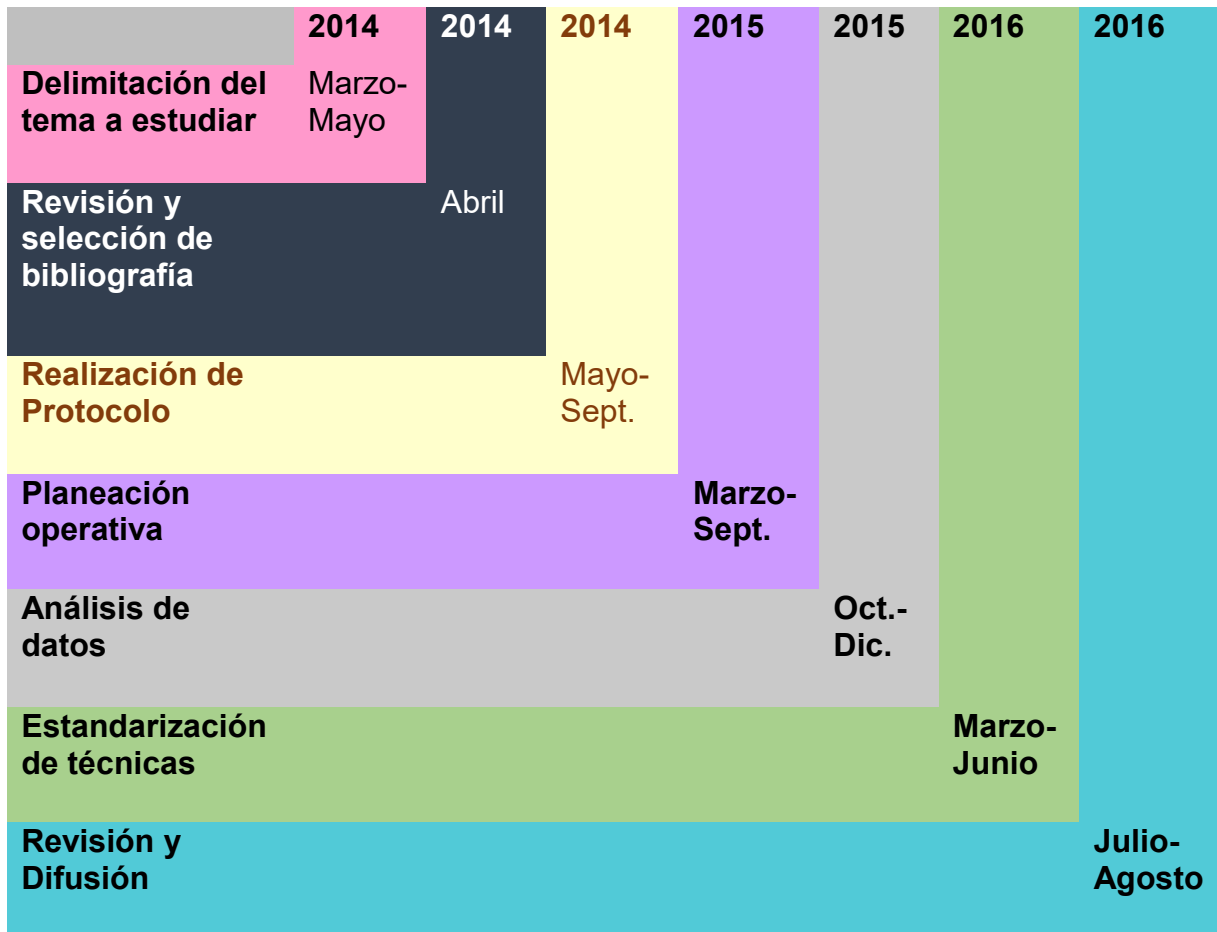 2014 2014 2014 2015 2015 2016 2016
Delimitación del Marzo-
tema a estudiar Mayo
Revisión y Abril
selección de
bibliografía
Realización de Mayo-
Protocolo Sept.
Planeación Marzo-
operativa Sept.
Análisis de Oct.-
datos Dic.
Estandarización Marzo-
de técnicas Junio
Revisión y Julio-
Difusión Agosto